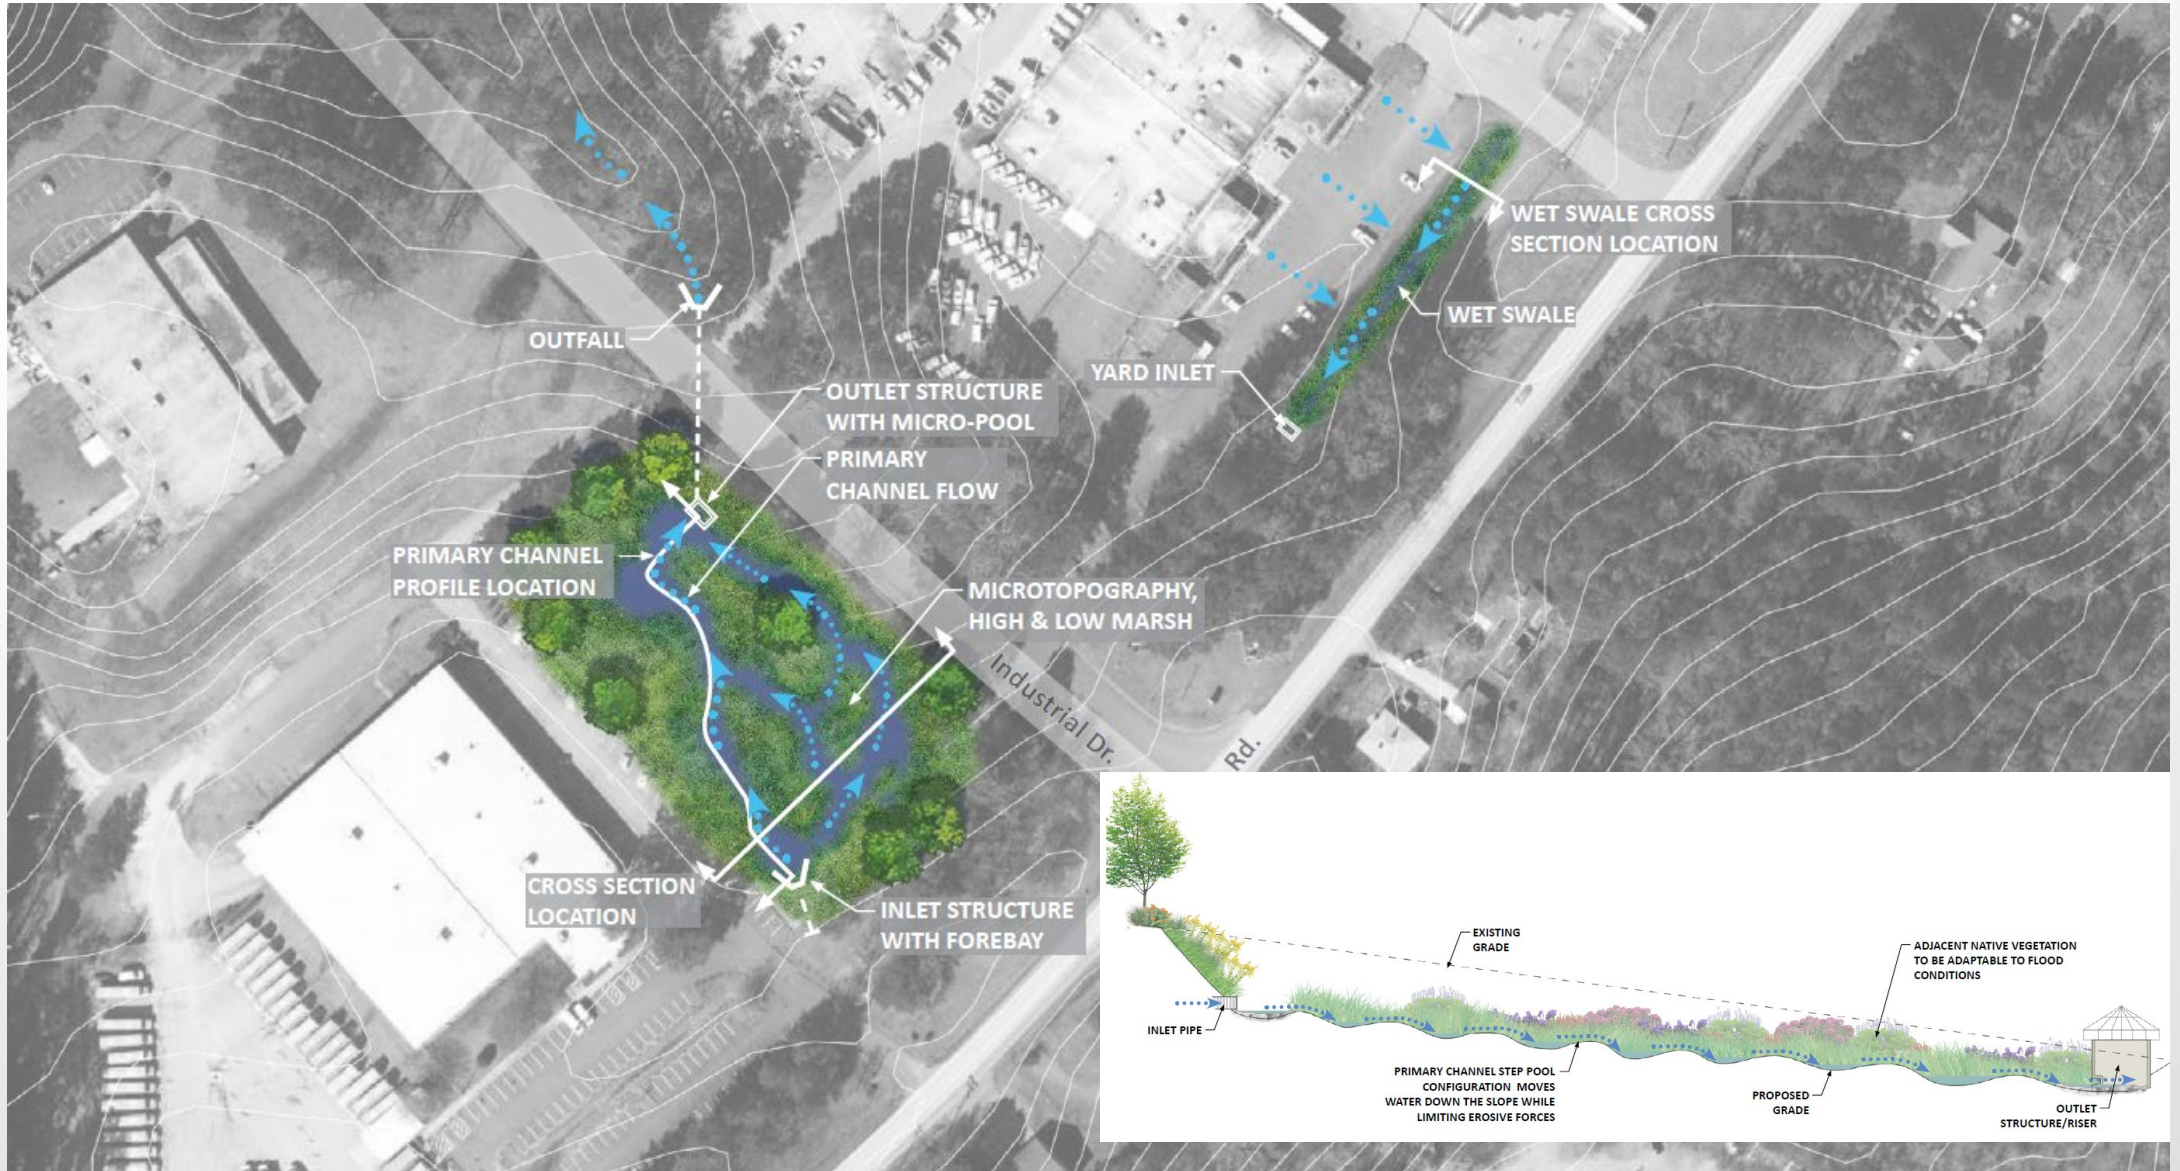 WET SWALE CROSS
SECTION LOCATION
WET SWALE
OUTFALL
YARD INLET
OUTLET STRUCTURE
WITH MICRO-POOL
PRIMARY
CHANNEL FLOW
PRIMARY CHANNEL
PROFILE LOCATION
MICROTOPOGRAPHY,
HIGH & LOW MARSH
Industrial Dr.
Rd.
CROSS SECTION
LOCATION
INLET STRUCTURE
WITH FOREBAY
EXISTING
GRADE
ADJACENT NATIVE VEGETATION
TO BE ADAPTABLE TO FLOOD
CONDITIONS
INLET PIPE
PRIMARY CHANNEL STEP POOL
CONFIGURATION MOVES
WATER DOWN THE SLOPE WHILE
LIMITING EROSIVE FORCES
PROPOSED
GRADE
OUTLET
STRUCTURE/RISER